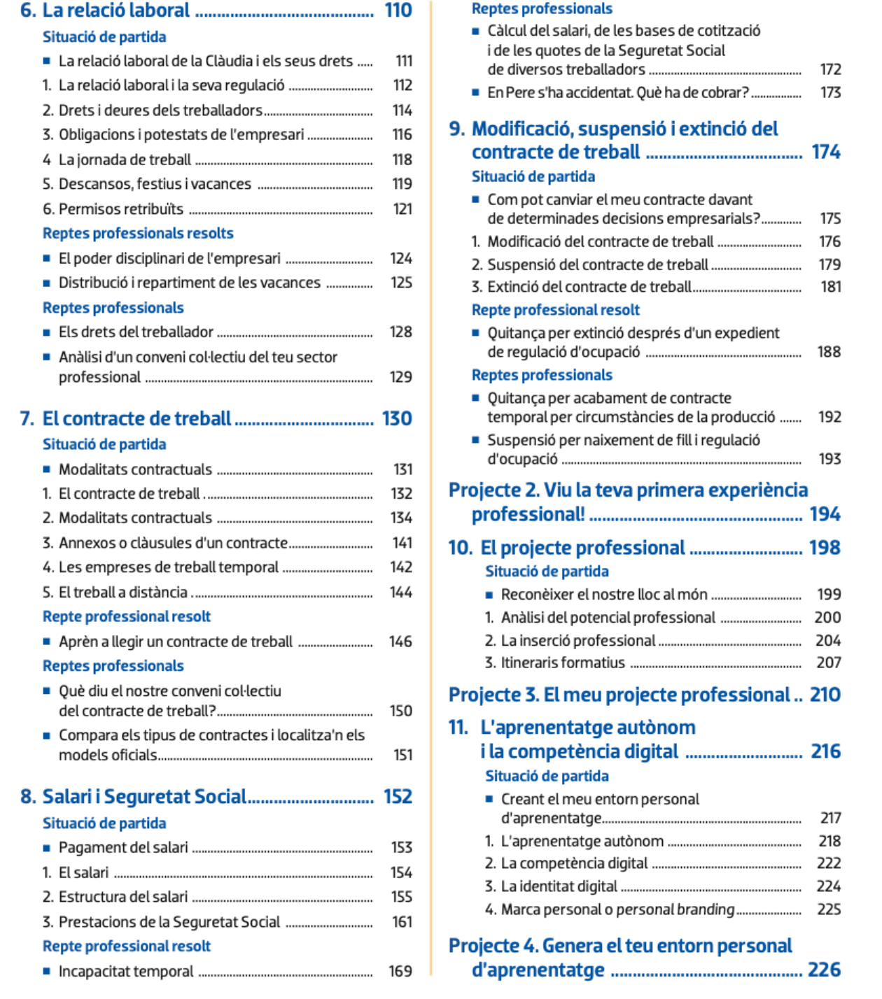 6. La relació laboral .................................. 110
Situació de partida
■ La relació laboral de la Clàudia i els seus drets ..... 111
1. La relació laboral i la seva regulació .......................... 112
2. Drets i deures dels treballadors.................................. 114
3. Obligacions i potestats de l'empresari .................... 116
4 La jornada de treball ....................................................... 118
5. Descansos, festius i vacances .................................... 119
6. Permisos retribuïts ......................................................... 121
Reptes professionals resolts
■ El poder disciplinari de l'empresari ........................... 124
■ Distribució i repartiment de les vacances ............... 125
Reptes professionals
■ Els drets del treballador ................................................ 128
■ Anàlisi d'un conveni col·lectiu del teu sector
professional ...................................................................... 129
7. El contracte de treball ................................ 130
Situació de partida
■ Modalitats contractuals ................................................ 131
1. El contracte de treball .................................................... 132
2. Modalitats contractuals ................................................ 134
3. Annexos o clàusules d'un contracte.......................... 141
4. Les empreses de treball temporal ............................ 142
5. El treball a distància ........................................................ 144
Repte professional resolt
■ Aprèn a llegir un contracte de treball ....................... 146
Reptes professionals
■ Què diu el nostre conveni col·lectiu
del contracte de treball?................................................ 150
■ Compara els tipus de contractes i localitza'n els
models oficials................................................................... 151
8. Salari i Seguretat Social............................. 152
Situació de partida
■ Pagament del salari ........................................................ 153
1. El salari ................................................................................ 154
2. Estructura del salari ........................................................ 155
3. Prestacions de la Seguretat Social ........................... 161
Repte professional resolt
■ Incapacitat temporal ...................................................... 169
Reptes professionals
■ Càlcul del salari, de les bases de cotització
i de les quotes de la Seguretat Social
de diversos treballadors ............................................... 172
■ En Pere s'ha accidentat. Què ha de cobrar?................ 173
9. Modificació, suspensió i extinció del
contracte de treball .................................... 174
Situació de partida
■ Com pot canviar el meu contracte davant
de determinades decisions empresarials?............. 175
1. Modificació del contracte de treball .......................... 176
2. Suspensió del contracte de treball ............................ 179
3. Extinció del contracte de treball.................................. 181
Repte professional resolt
■ Quitança per extinció després d'un expedient
de regulació d'ocupació ................................................ 188
Reptes professionals
■ Quitança per acabament de contracte
temporal per circumstàncies de la producció ....... 192
■ Suspensió per naixement de fill i regulació
d'ocupació .......................................................................... 193
Projecte 2. Viu la teva primera experiència
professional! ................................................. 194
10. El projecte professional .......................... 198
Situació de partida
■ Reconèixer el nostre lloc al món ............................ 199
1. Anàlisi del potencial professional ......................... 200
2. La inserció professional ............................................. 204
3. Itineraris formatius ..................................................... 207
Projecte 3. El meu projecte professional .. 210
11. L'aprenentatge autònom
i la competència digital ........................... 216
Situació de partida
■ Creant el meu entorn personal
d'aprenentatge............................................................... 217
1. L'aprenentatge autònom .......................................... 218
2. La competència digital ............................................... 222
3. La identitat digital ......................................................... 224
4. Marca personal o personal branding..................... 225
Projecte 4. Genera el teu entorn personal
d'aprenentatge ............................................ 226